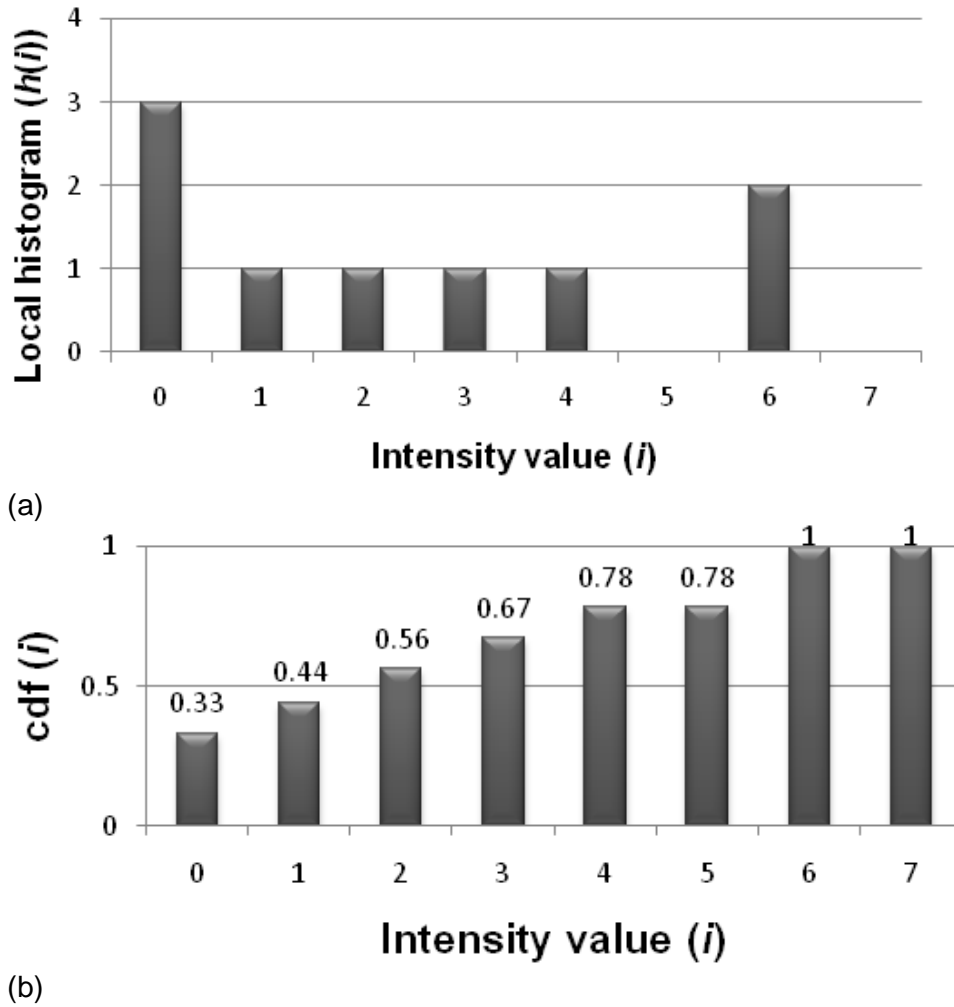 Local histogram (h(i))
4
3
2
1
0
0 1 2 3 4 5 6 7
Intensity value (i)
(a)
cdf (i)
1
0.5
0
0.33 0.44 0.56 0.67 0.78 0.78 1 1
0 1 2 3 4 5 6 7
Intensity value (i)
(b)